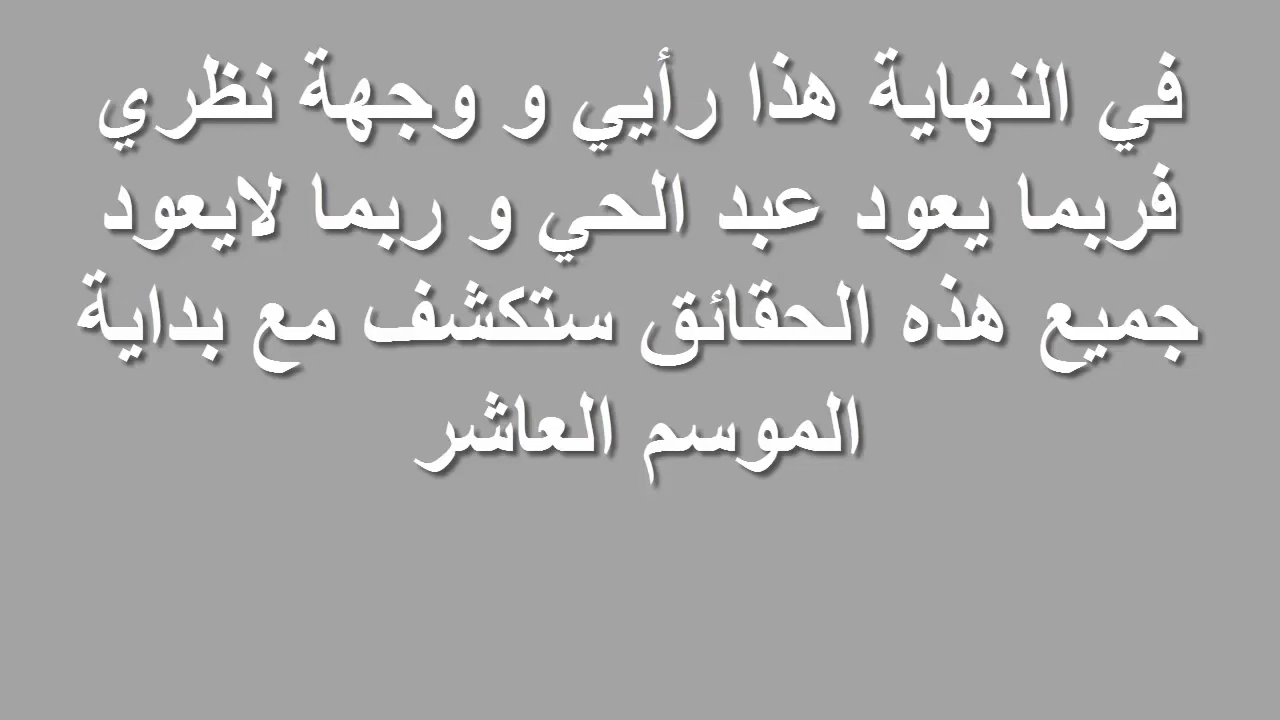 في النهاية هذا رأيي و وجهة نظري
فربما يعود عبد الحي و ربما لايعود
جميع هذه الحقائق ستكشف مع بداية
الموسم العاشر